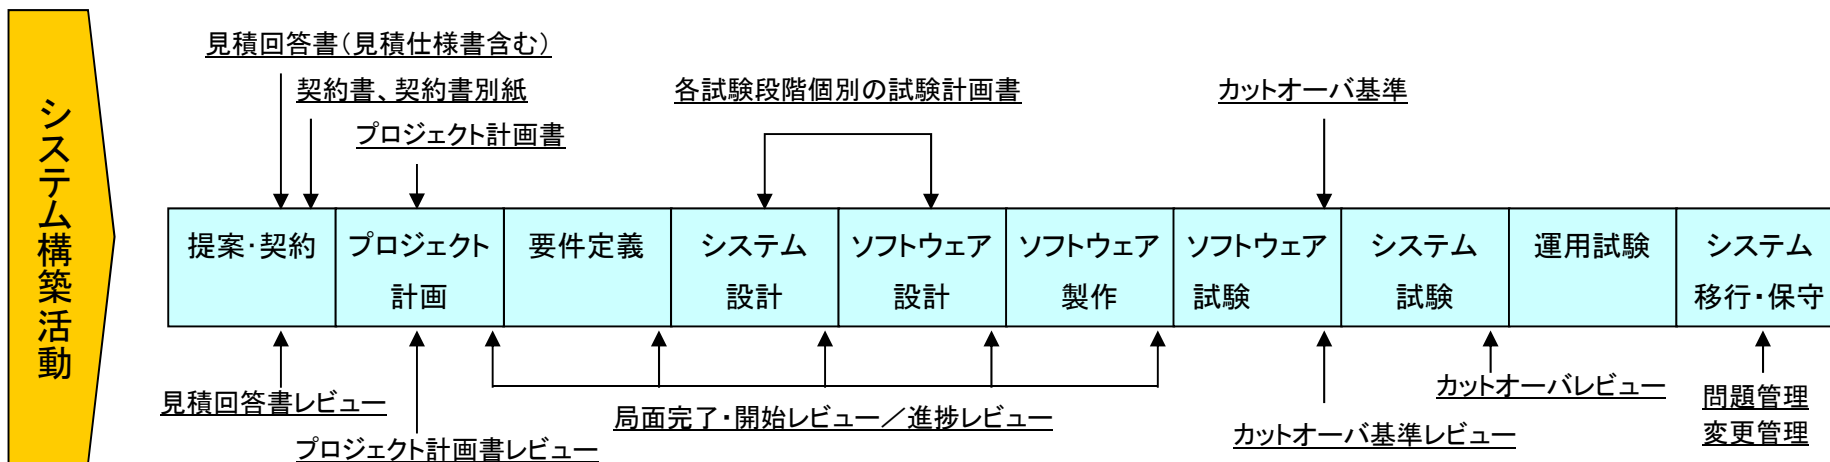 システム構築活動
見積回答書（見積仕様書含む）
契約書、契約書別紙
プロジェクト計画書
各試験段階個別の試験計画書
カットオーバ基準
提案・契約
プロジェクト
計画
要件定義
システム
設計
ソフトウェア
設計
ソフトウェア
製作
ソフトウェア
試験
システム
試験
運用試験
システム
移行・保守
見積回答書レビュー
プロジェクト計画書レビュー
局面完了・開始レビュー／進捗レビュー
カットオーバ基準レビュー
カットオーバレビュー
問題管理
変更管理